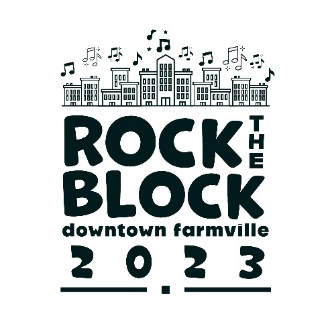 ROCK THE
BLOCK
downtown farmville
2023